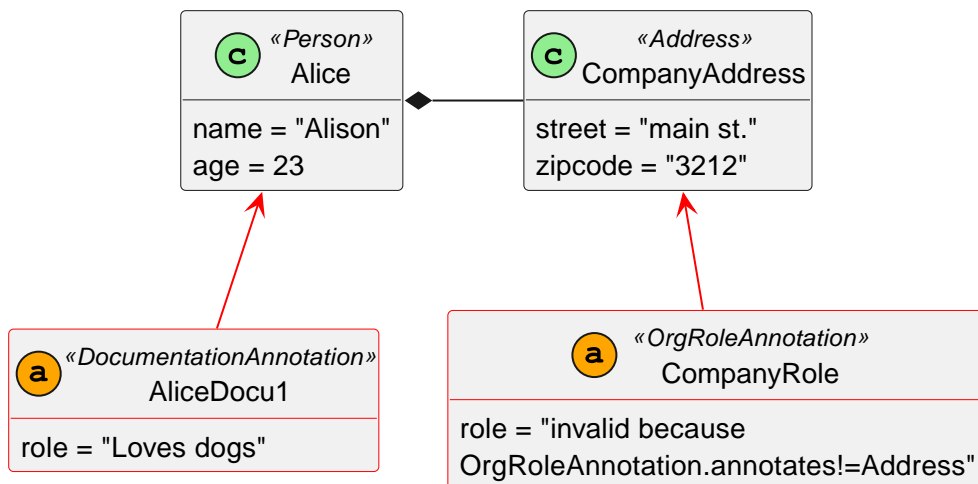 C
«Person»
Alice
name = "Alison"
age = 23
C
«Address»
CompanyAddress
street = "main st."
zipcode = "3212"
a
«DocumentationAnnotation»
AliceDocu1
role = "Loves dogs"
a
«OrgRoleAnnotation»
CompanyRole
role = "invalid because
OrgRoleAnnotation.annotates!=Address"